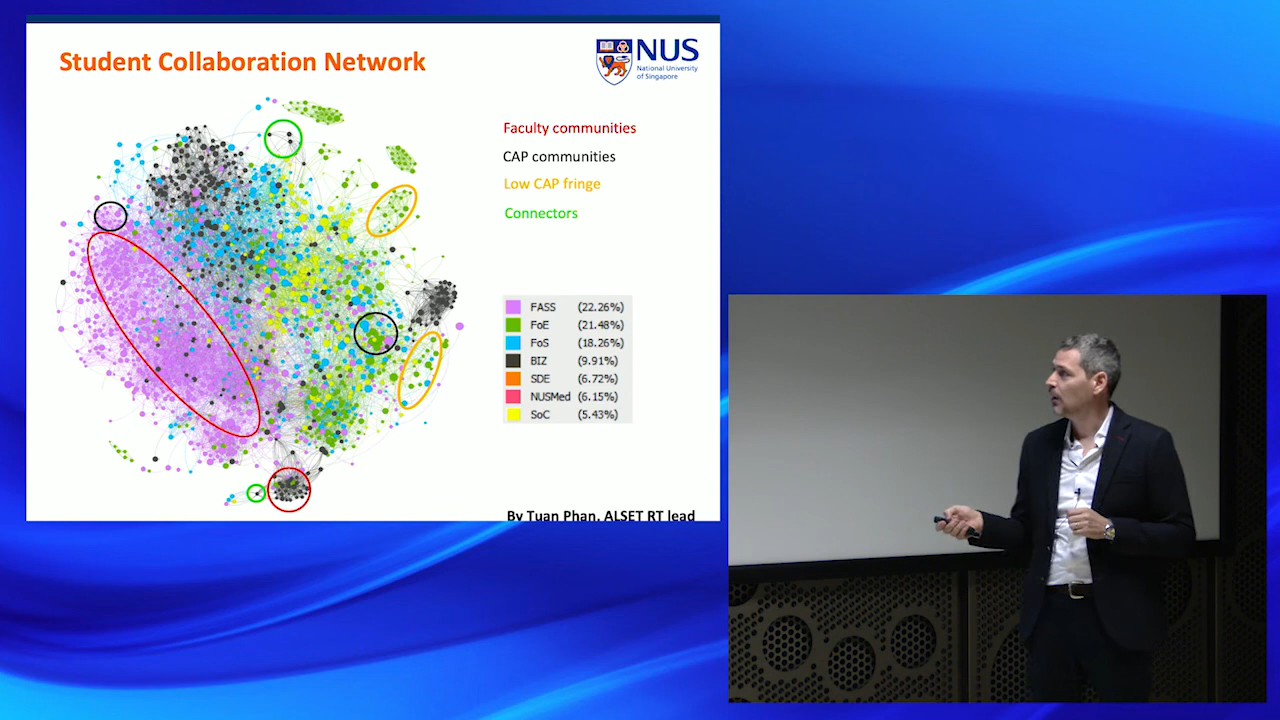 Student Collaboration Network
NUS
National University
of Singapore
Faculty communities
CAP communities
Low CAP fringe
Connectors
FASS (22.26%)
FoE (21.48%)
FoS (18.26%)
BIZ (9.91%)
SDE (6.72%)
NUSMed (6.15%)
SoC (5.43%)
By Tuan Phan, ALSET RT lead